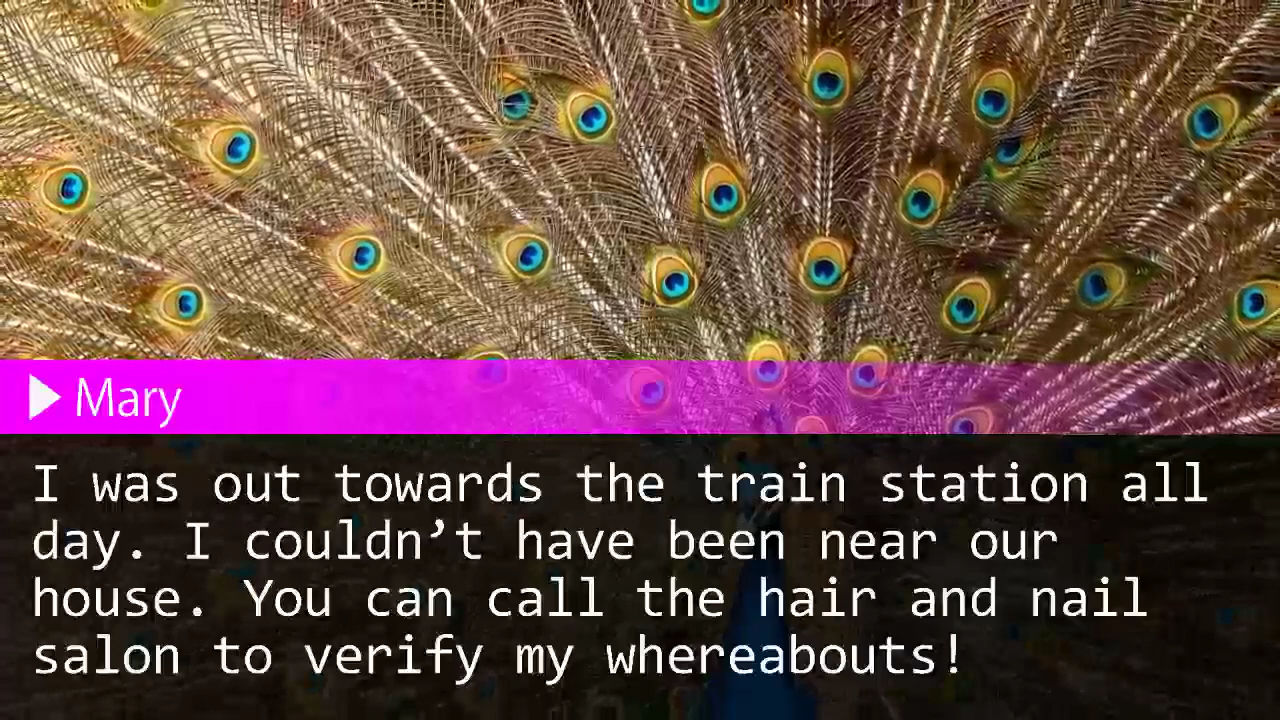 Mary
I was out towards the train station all
day. I couldn’t have been near our
house. You can call the hair and nail
salon to verify my whereabouts!